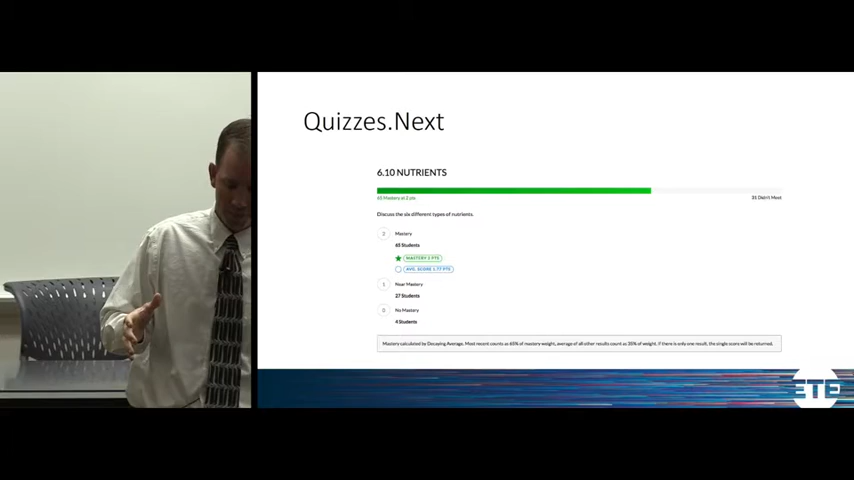 Quizzes.Next
6.10 NUTRIENTS
65 Mastery at 2 pts
31 Didn't Meet
Discuss the six different types of nutrients.
2 Mastery
65 Students
MASTERY 2 PTS
AVG. SCORE 1.77 PTS
1 Near Mastery
27 Students
0 No Mastery
4 Students
Mastery calculated by Decaying Average. Most recent counts as 65% of mastery weight, average of all other results count as 35% of weight. If there is only one result, the single score will be returned.
ETE